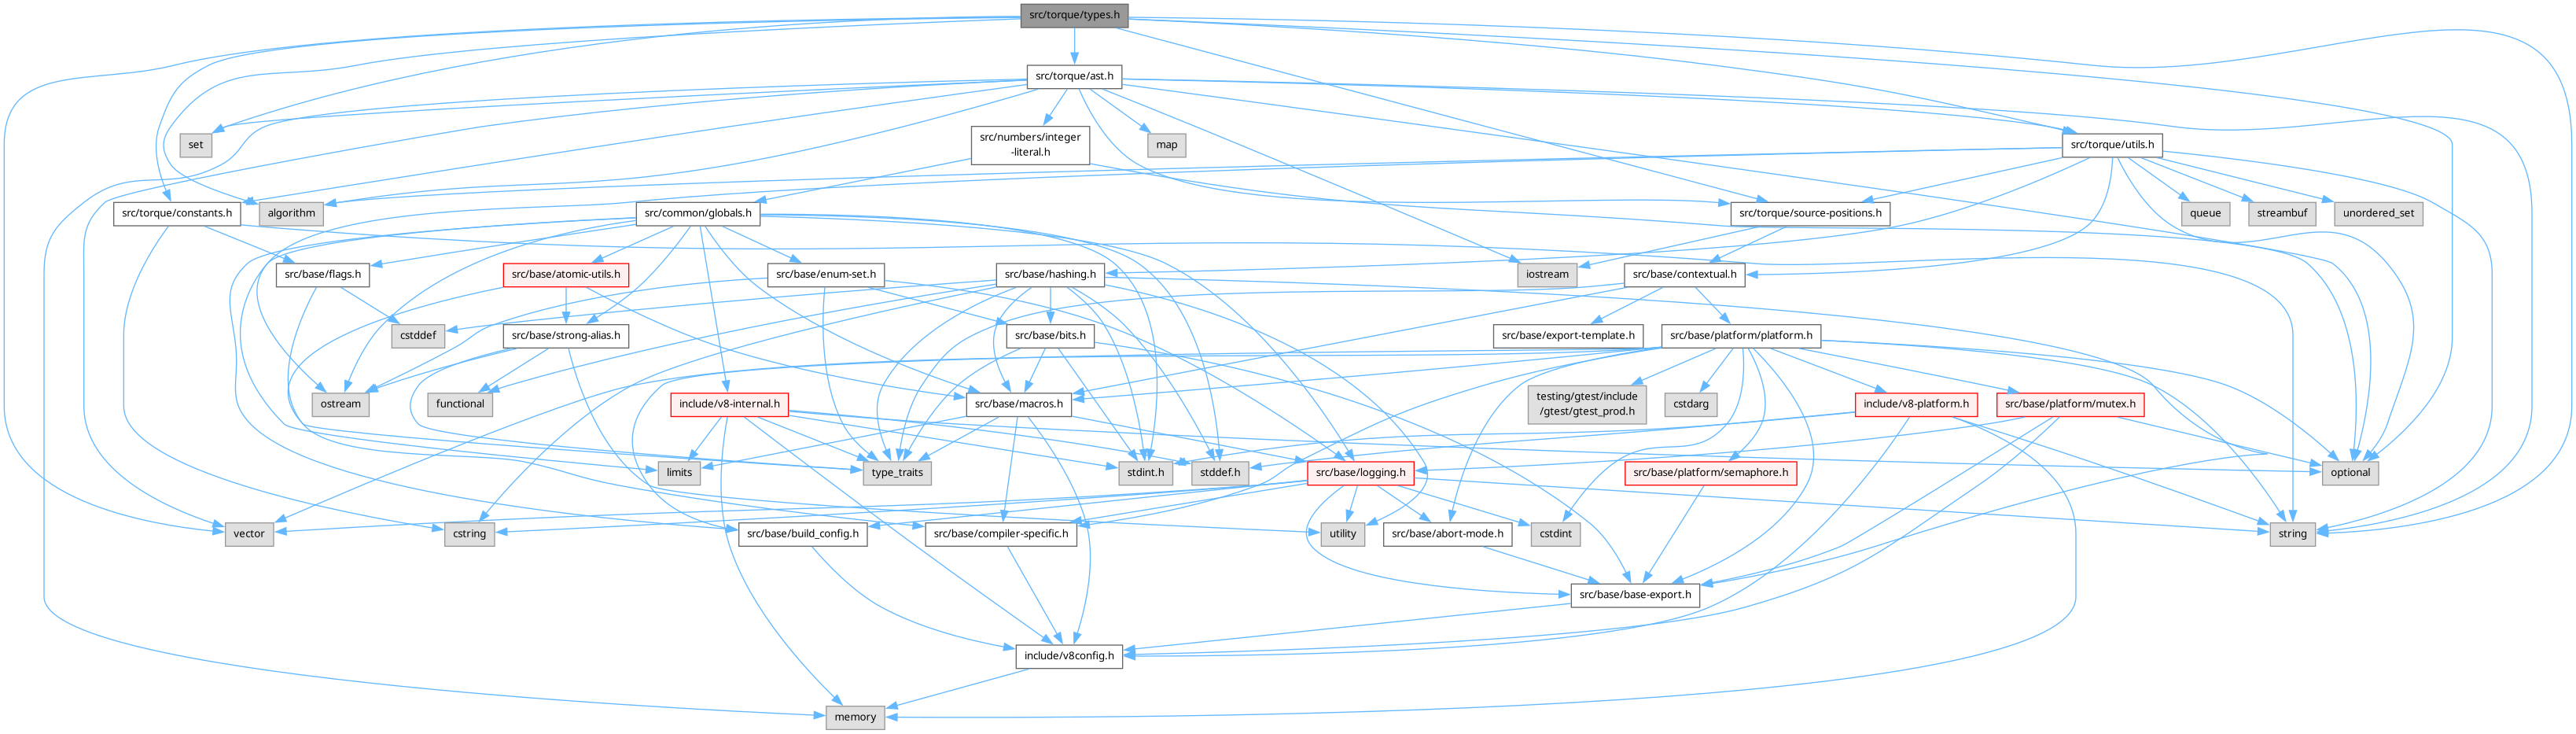 src/torque/types.h
src/torque/ast.h
set
src/numbers/integer
-literal.h
map
src/torque/utils.h
src/torque/constants.h
algorithm
src/common/globals.h
src/torque/source-positions.h
queue
streambuf
unordered_set
src/base/flags.h
src/base/atomic-utils.h
src/base/enum-set.h
src/base/hashing.h
iostream
src/base/contextual.h
cstddef
src/base/strong-alias.h
src/base/bits.h
src/base/export-template.h
src/base/platform/platform.h
ostream
functional
include/v8-internal.h
src/base/macros.h
testing/gtest/include
/gtest/gtest_prod.h
cstdarg
include/v8-platform.h
src/base/platform/mutex.h
limits
type_traits
stdint.h
stddef.h
src/base/logging.h
src/base/platform/semaphore.h
optional
vector
cstring
src/base/build_config.h
src/base/compiler-specific.h
utility
src/base/abort-mode.h
cstdint
string
src/base/base-export.h
include/v8config.h
memory